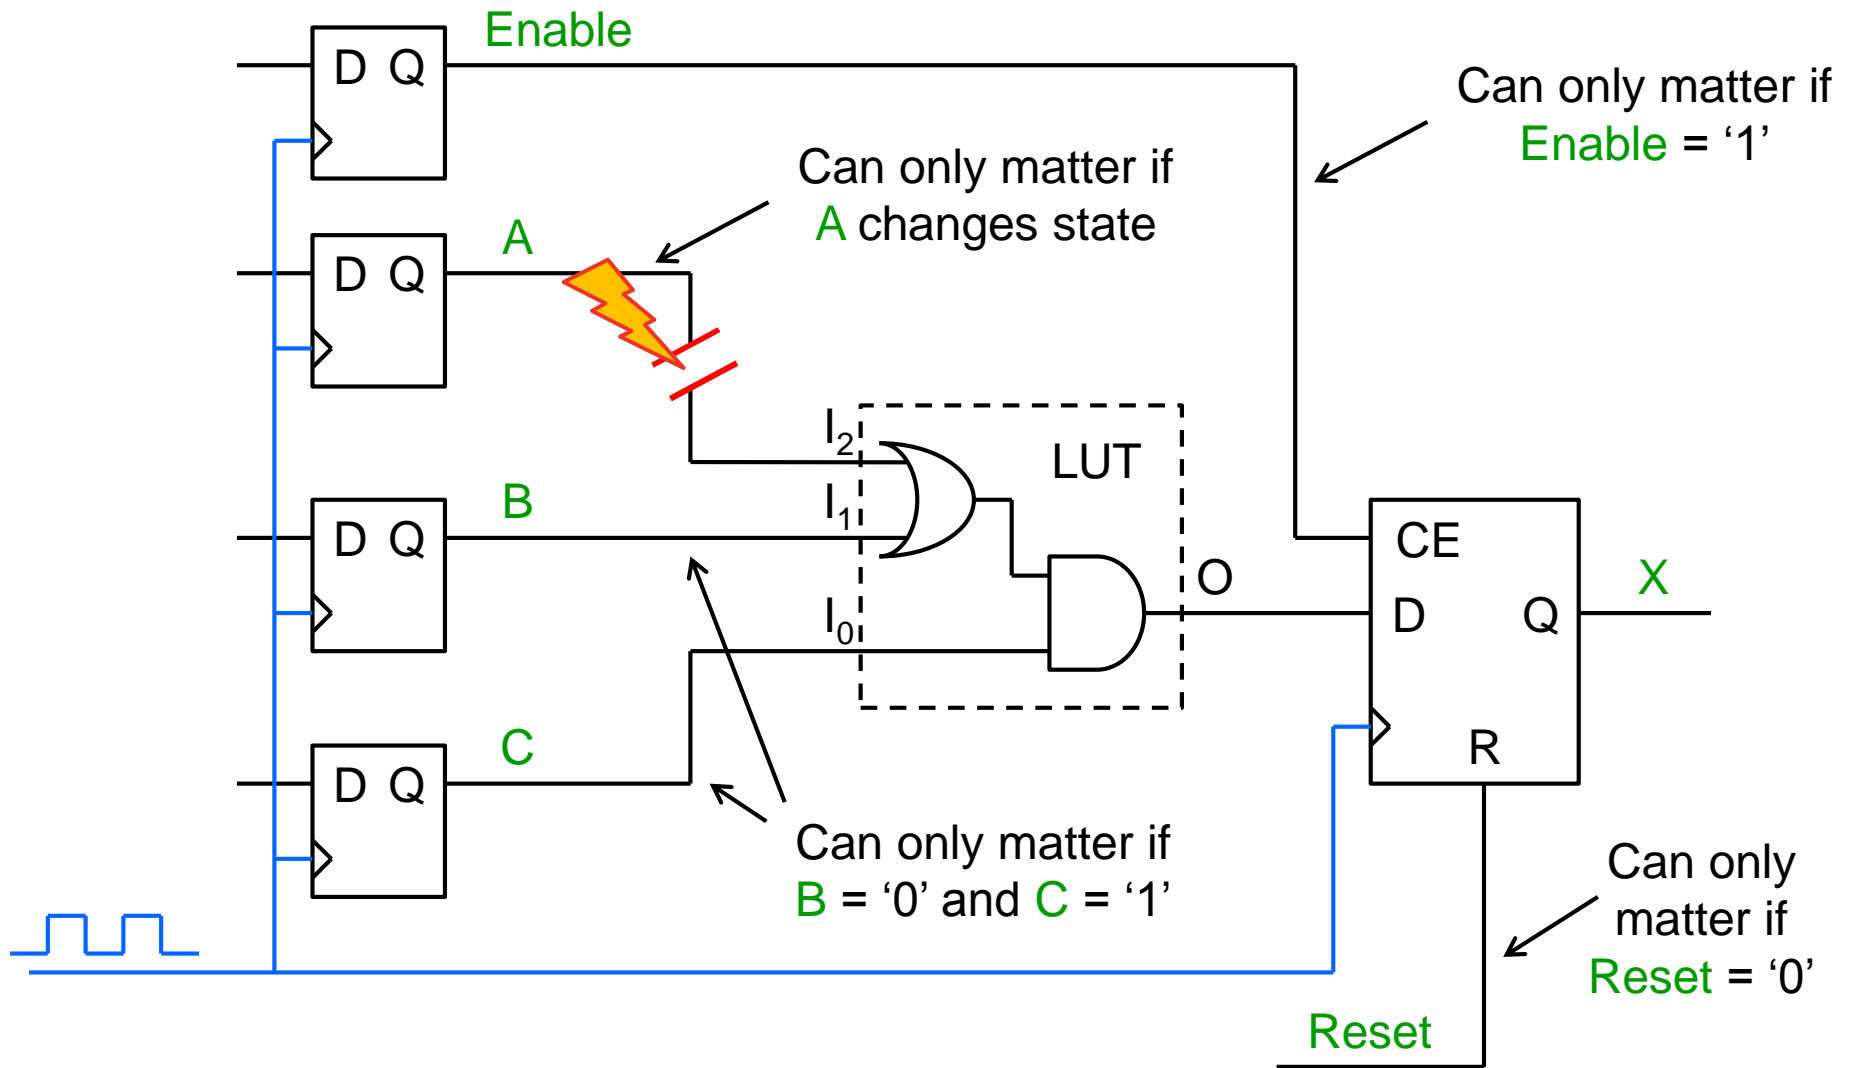 Enable
D Q
Can only matter if
Enable = ‘1’
Can only matter if
A changes state
A
D Q
I2
LUT
B
I1
D Q
CE
O
X
I0
D
Q
C
R
D Q
Can only matter if
B = ‘0’ and C = ‘1’
Can only
matter if
Reset = ‘0’
Reset